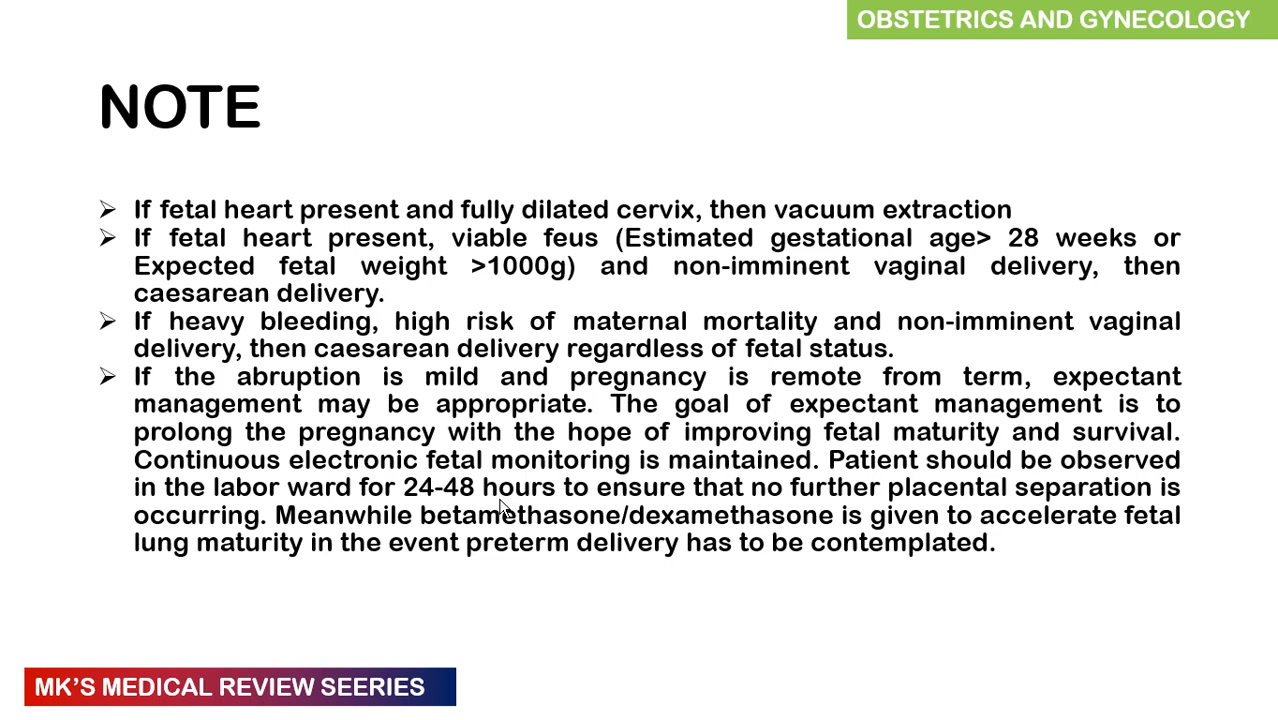 OBSTETRICS AND GYNECOLOGY
NOTE
➢ If fetal heart present and fully dilated cervix, then vacuum extraction
➢ If fetal heart present, viable feus (Estimated gestational age> 28 weeks or
Expected fetal weight >1000g) and non-imminent vaginal delivery, then
caesarean delivery.
➢ If heavy bleeding, high risk of maternal mortality and non-imminent vaginal
delivery, then caesarean delivery regardless of fetal status.
➢ If the abruption is mild and pregnancy is remote from term, expectant
management may be appropriate. The goal of expectant management is to
prolong the pregnancy with the hope of improving fetal maturity and survival.
Continuous electronic fetal monitoring is maintained. Patient should be observed
in the labor ward for 24-48 hours to ensure that no further placental separation is
occurring. Meanwhile betamethasone/dexamethasone is given to accelerate fetal
lung maturity in the event preterm delivery has to be contemplated.
MK'S MEDICAL REVIEW SEERIES